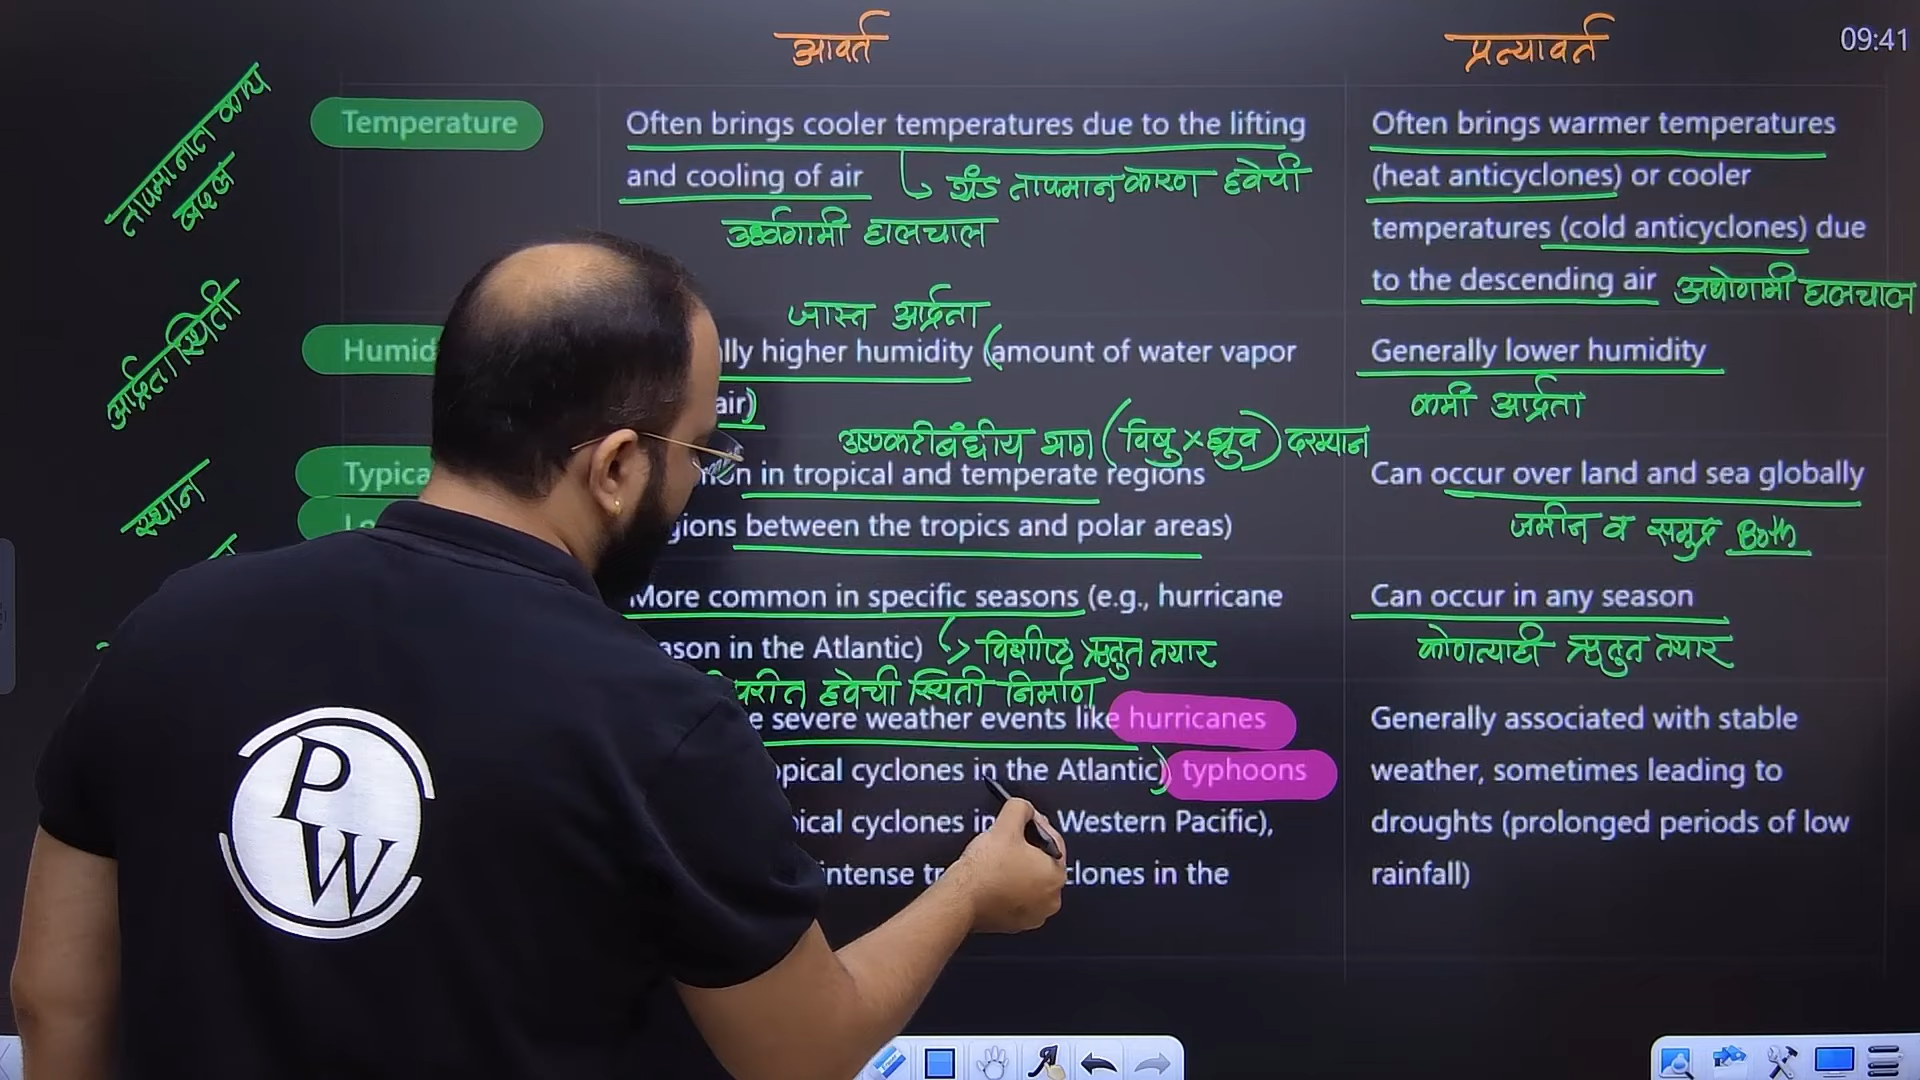 आवर्त
प्रत्यावर्त
09:41
तापमानात काय
बदल
Temperature
Often brings cooler temperatures due to the lifting
and cooling of air
थंड तापमान कारण हवेची
उर्ध्वगामी हालचाल
Often brings warmer temperatures
(heat anticyclones) or cooler
temperatures (cold anticyclones) due
to the descending air
अधोगामी हालचाल
आर्द्रता स्थिती
Humid
जास्त आर्द्रता
lly higher humidity (amount of water vapor
air)
Generally lower humidity
कमी आर्द्रता
स्थान
Typica
Lo
उष्णकटीबंधीय भाग (विषु x ध्रुव) दरम्यान
in tropical and temperate regions
gions between the tropics and polar areas)
Can occur over land and sea globally
जमीन व समुद्र Both
More common in specific seasons (e.g., hurricane
ason in the Atlantic)
विशीष्ठ ऋतुत तयार
Can occur in any season
कोणत्याही ऋतुत तयार
परीत हवेची स्थिती निर्माण
e severe weather events like hurricanes
opical cyclones in the Atlantic) typhoons
ical cyclones in Western Pacific),
intense tr clones in the
Generally associated with stable
weather, sometimes leading to
droughts (prolonged periods of low
rainfall)
P
W